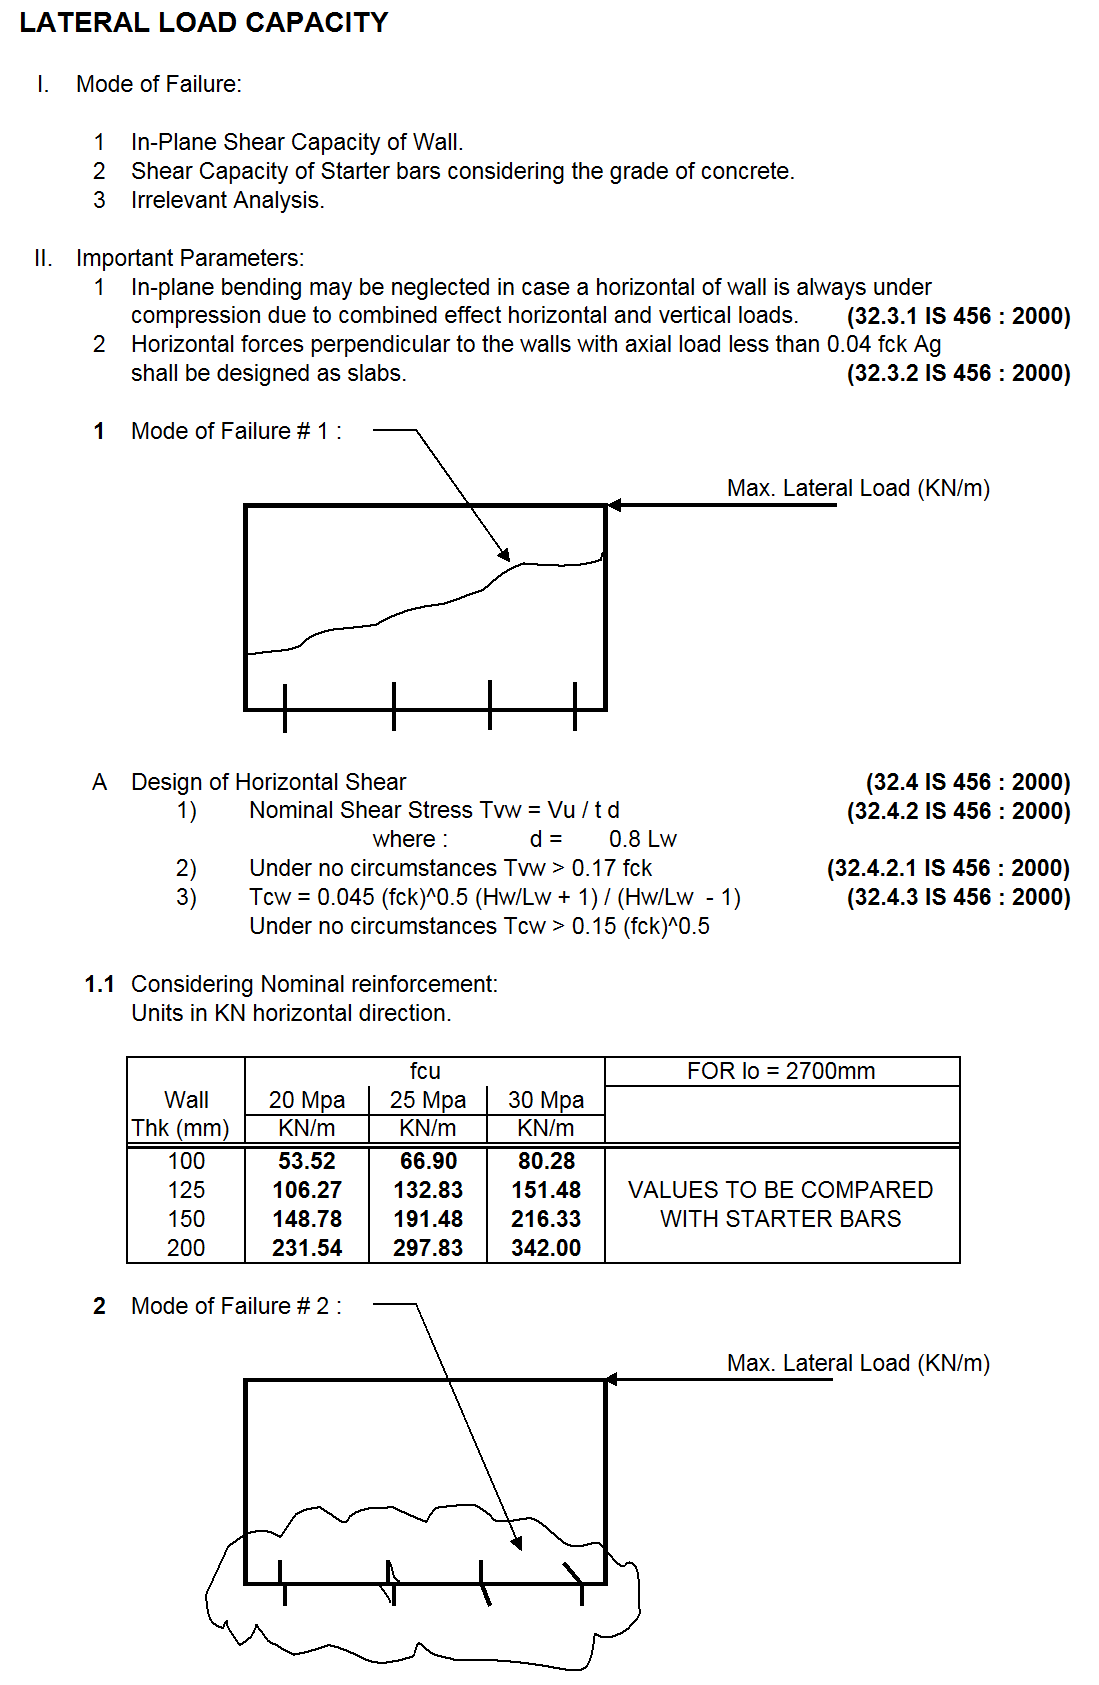 LATERAL LOAD CAPACITY
I. Mode of Failure:
1 In-Plane Shear Capacity of Wall.
2 Shear Capacity of Starter bars considering the grade of concrete.
3 Irrelevant Analysis.
II. Important Parameters:
1 In-plane bending may be neglected in case a horizontal of wall is always under
compression due to combined effect horizontal and vertical loads. (32.3.1 IS 456 : 2000)
2 Horizontal forces perpendicular to the walls with axial load less than 0.04 fck Ag
shall be designed as slabs. (32.3.2 IS 456 : 2000)
1 Mode of Failure # 1 :
Max. Lateral Load (KN/m)
A Design of Horizontal Shear (32.4 IS 456 : 2000)
1) Nominal Shear Stress Tvw = Vu / t d (32.4.2 IS 456 : 2000)
where : d = 0.8 Lw
2) Under no circumstances Tvw > 0.17 fck (32.4.2.1 IS 456 : 2000)
3) Tcw = 0.045 (fck)^0.5 (Hw/Lw + 1) / (Hw/Lw - 1) (32.4.3 IS 456 : 2000)
Under no circumstances Tcw > 0.15 (fck)^0.5
1.1 Considering Nominal reinforcement:
Units in KN horizontal direction.
fcu FOR lo = 2700mm
Wall 20 Mpa 25 Mpa 30 Mpa
Thk (mm) KN/m KN/m KN/m
100 53.52 66.90 80.28
125 106.27 132.83 151.48 VALUES TO BE COMPARED
150 148.78 191.48 216.33 WITH STARTER BARS
200 231.54 297.83 342.00
2 Mode of Failure # 2 :
Max. Lateral Load (KN/m)